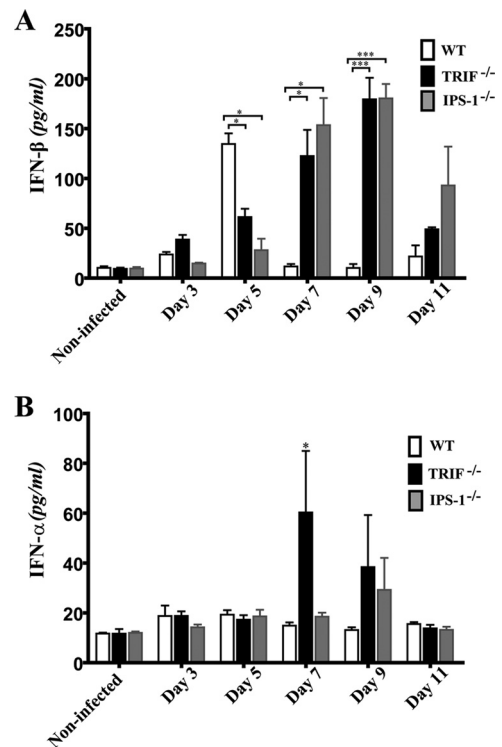 A
250
200
150
100
50
0
IFN-β (pg/ml)
WT
TRIF -/-
IPS-1 -/-
*
*
*
*
***
***
Non-infected
Day 3
Day 5
Day 7
Day 9
Day 11
B
100
80
60
40
20
0
IFN-α (pg/ml)
WT
TRIF -/-
IPS-1 -/-
*
Non-infected
Day 3
Day 5
Day 7
Day 9
Day 11